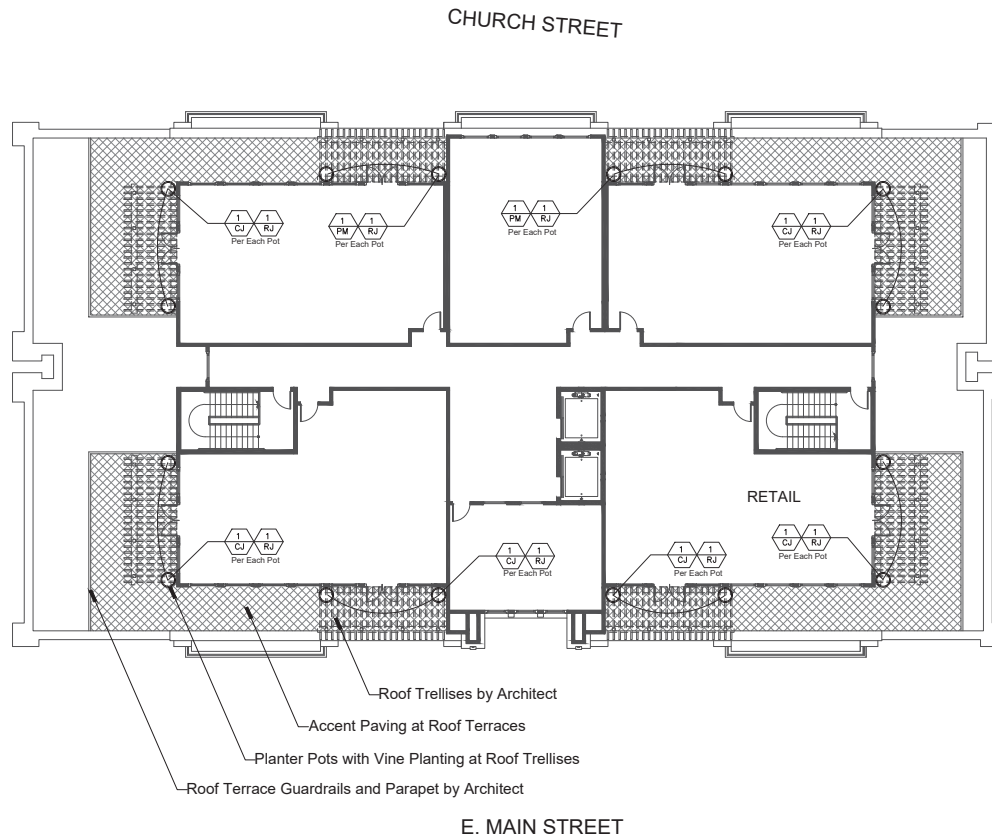 CHURCH STREET
1 1
CJ RJ
Per Each Pot
1 1
PM RJ
Per Each Pot
1 1
PM RJ
Per Each Pot
1 1
CJ RJ
Per Each Pot
RETAIL
1 1
CJ RJ
Per Each Pot
1 1
CJ RJ
Per Each Pot
1 1
CJ RJ
Per Each Pot
1 1
CJ RJ
Per Each Pot
Roof Trellises by Architect
Accent Paving at Roof Terraces
Planter Pots with Vine Planting at Roof Trellises
Roof Terrace Guardrails and Parapet by Architect
E. MAIN STREET